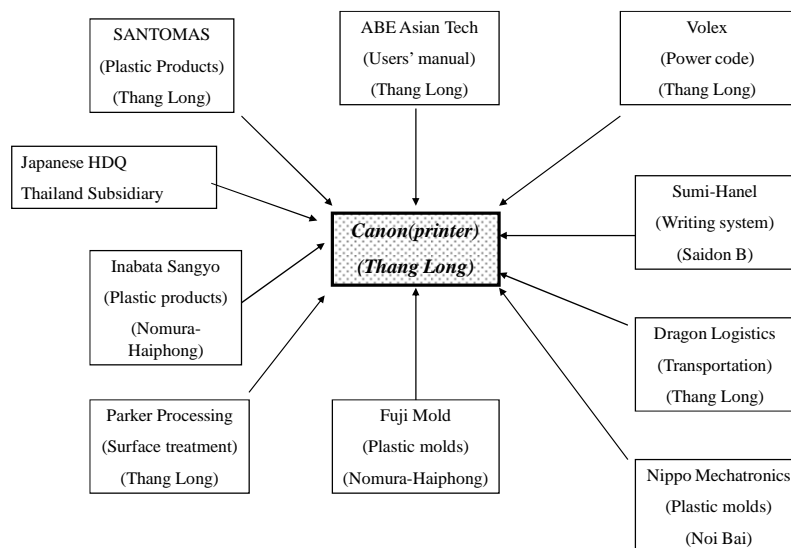 SANTOMAS
(Plastic Products)
(Thang Long)
ABE Asian Tech
(Users’ manual)
(Thang Long)
Volex
(Power code)
(Thang Long)
Japanese HDQ
Thailand Subsidiary
Canon(printer)
(Thang Long)
Sumi-Hanel
(Writing system)
(Saidon B)
Inabata Sangyo
(Plastic products)
(Nomura-
Haiphong)
Dragon Logistics
(Transportation)
(Thang Long)
Parker Processing
(Surface treatment)
(Thang Long)
Fuji Mold
(Plastic molds)
(Nomura-Haiphong)
Nippo Mechatronics
(Plastic molds)
(Noi Bai)